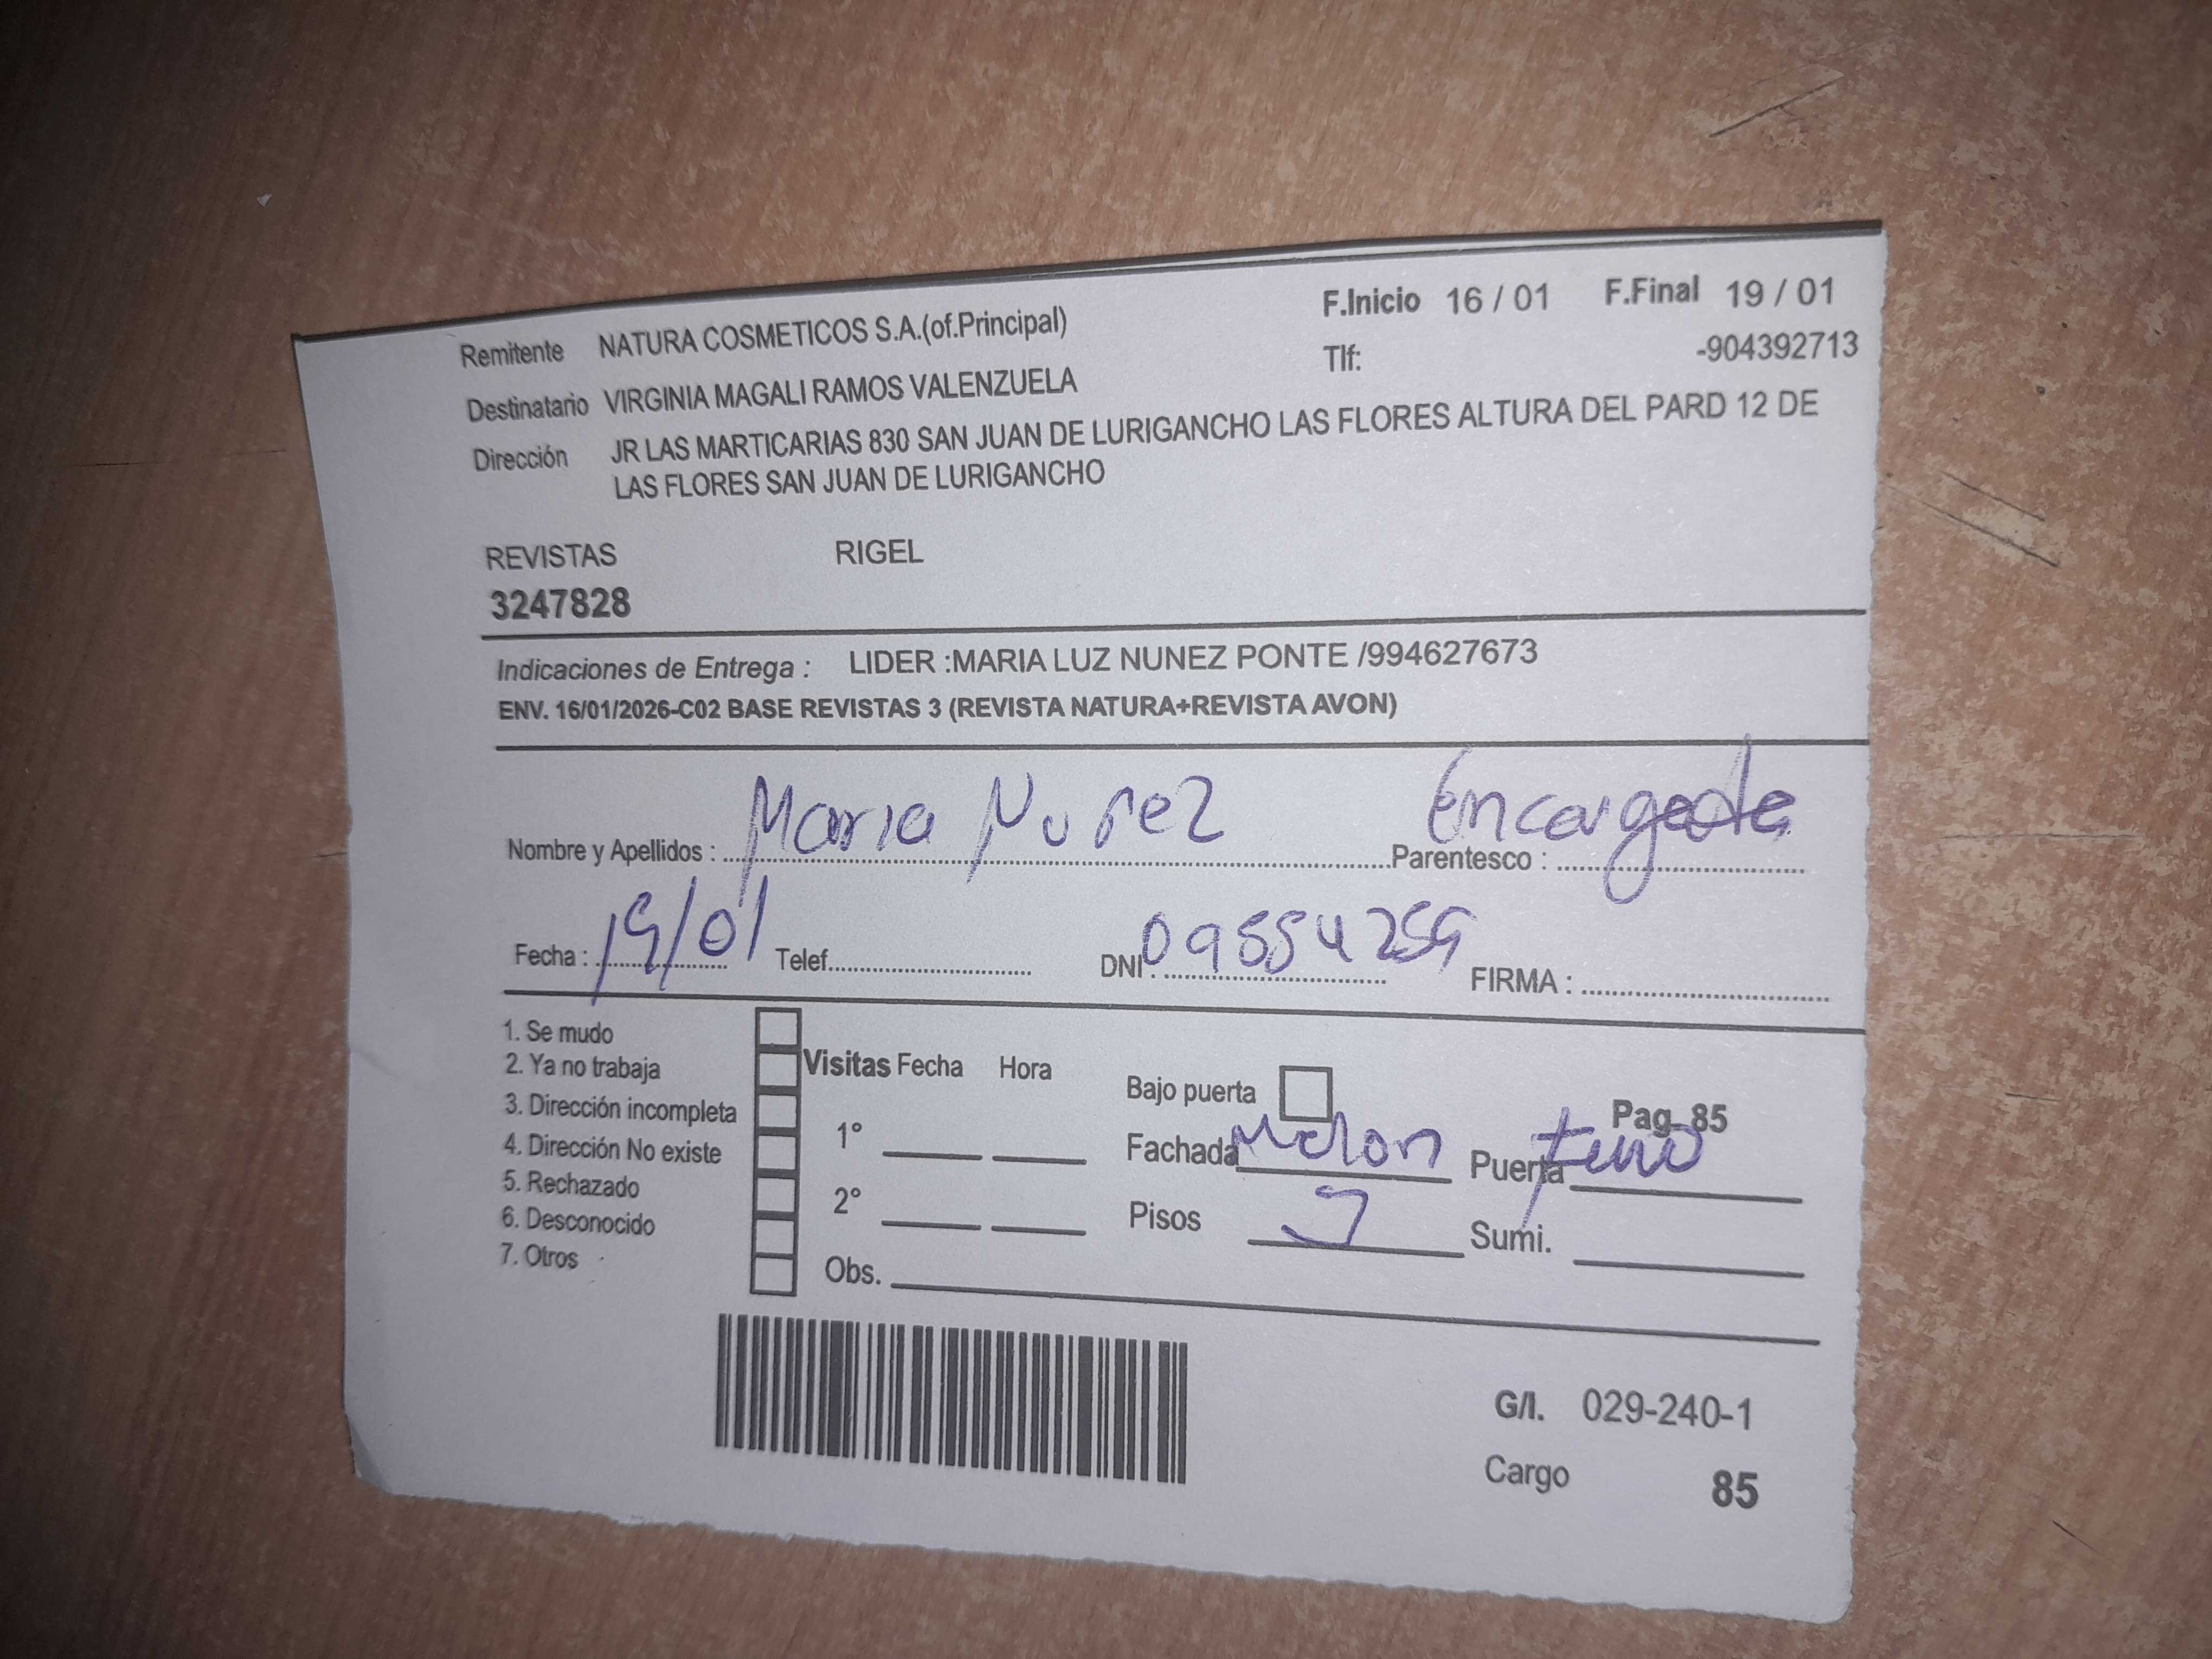 Remitente NATURA COSMETICOS S.A.(of.Principal) F.Inicio 16 / 01 F.Final 19 / 01
Tlf: -904392713
Destinatario VIRGINIA MAGALI RAMOS VALENZUELA
Dirección JR LAS MARTICARIAS 830 SAN JUAN DE LURIGANCHO LAS FLORES ALTURA DEL PARD 12 DE
LAS FLORES SAN JUAN DE LURIGANCHO
REVISTAS RIGEL
3247828
Indicaciones de Entrega : LIDER :MARIA LUZ NUNEZ PONTE /994627673
ENV. 16/01/2026-C02 BASE REVISTAS 3 (REVISTA NATURA+REVISTA AVON)
Nombre y Apellidos : Maria Nuñez Parentesco : Encargada
Fecha : 19/01 Telef. DNI : FIRMA :
1. Se mudo
2. Ya no trabaja
3. Dirección incompleta
4. Dirección No existe
5. Rechazado
6. Desconocido
7. Otros
Visitas Fecha Hora
1°
2°
Obs.
Bajo puerta Pag. 85
Fachada Melon Puerta
Pisos Sumi.
G/I. 029-240-1
Cargo 85